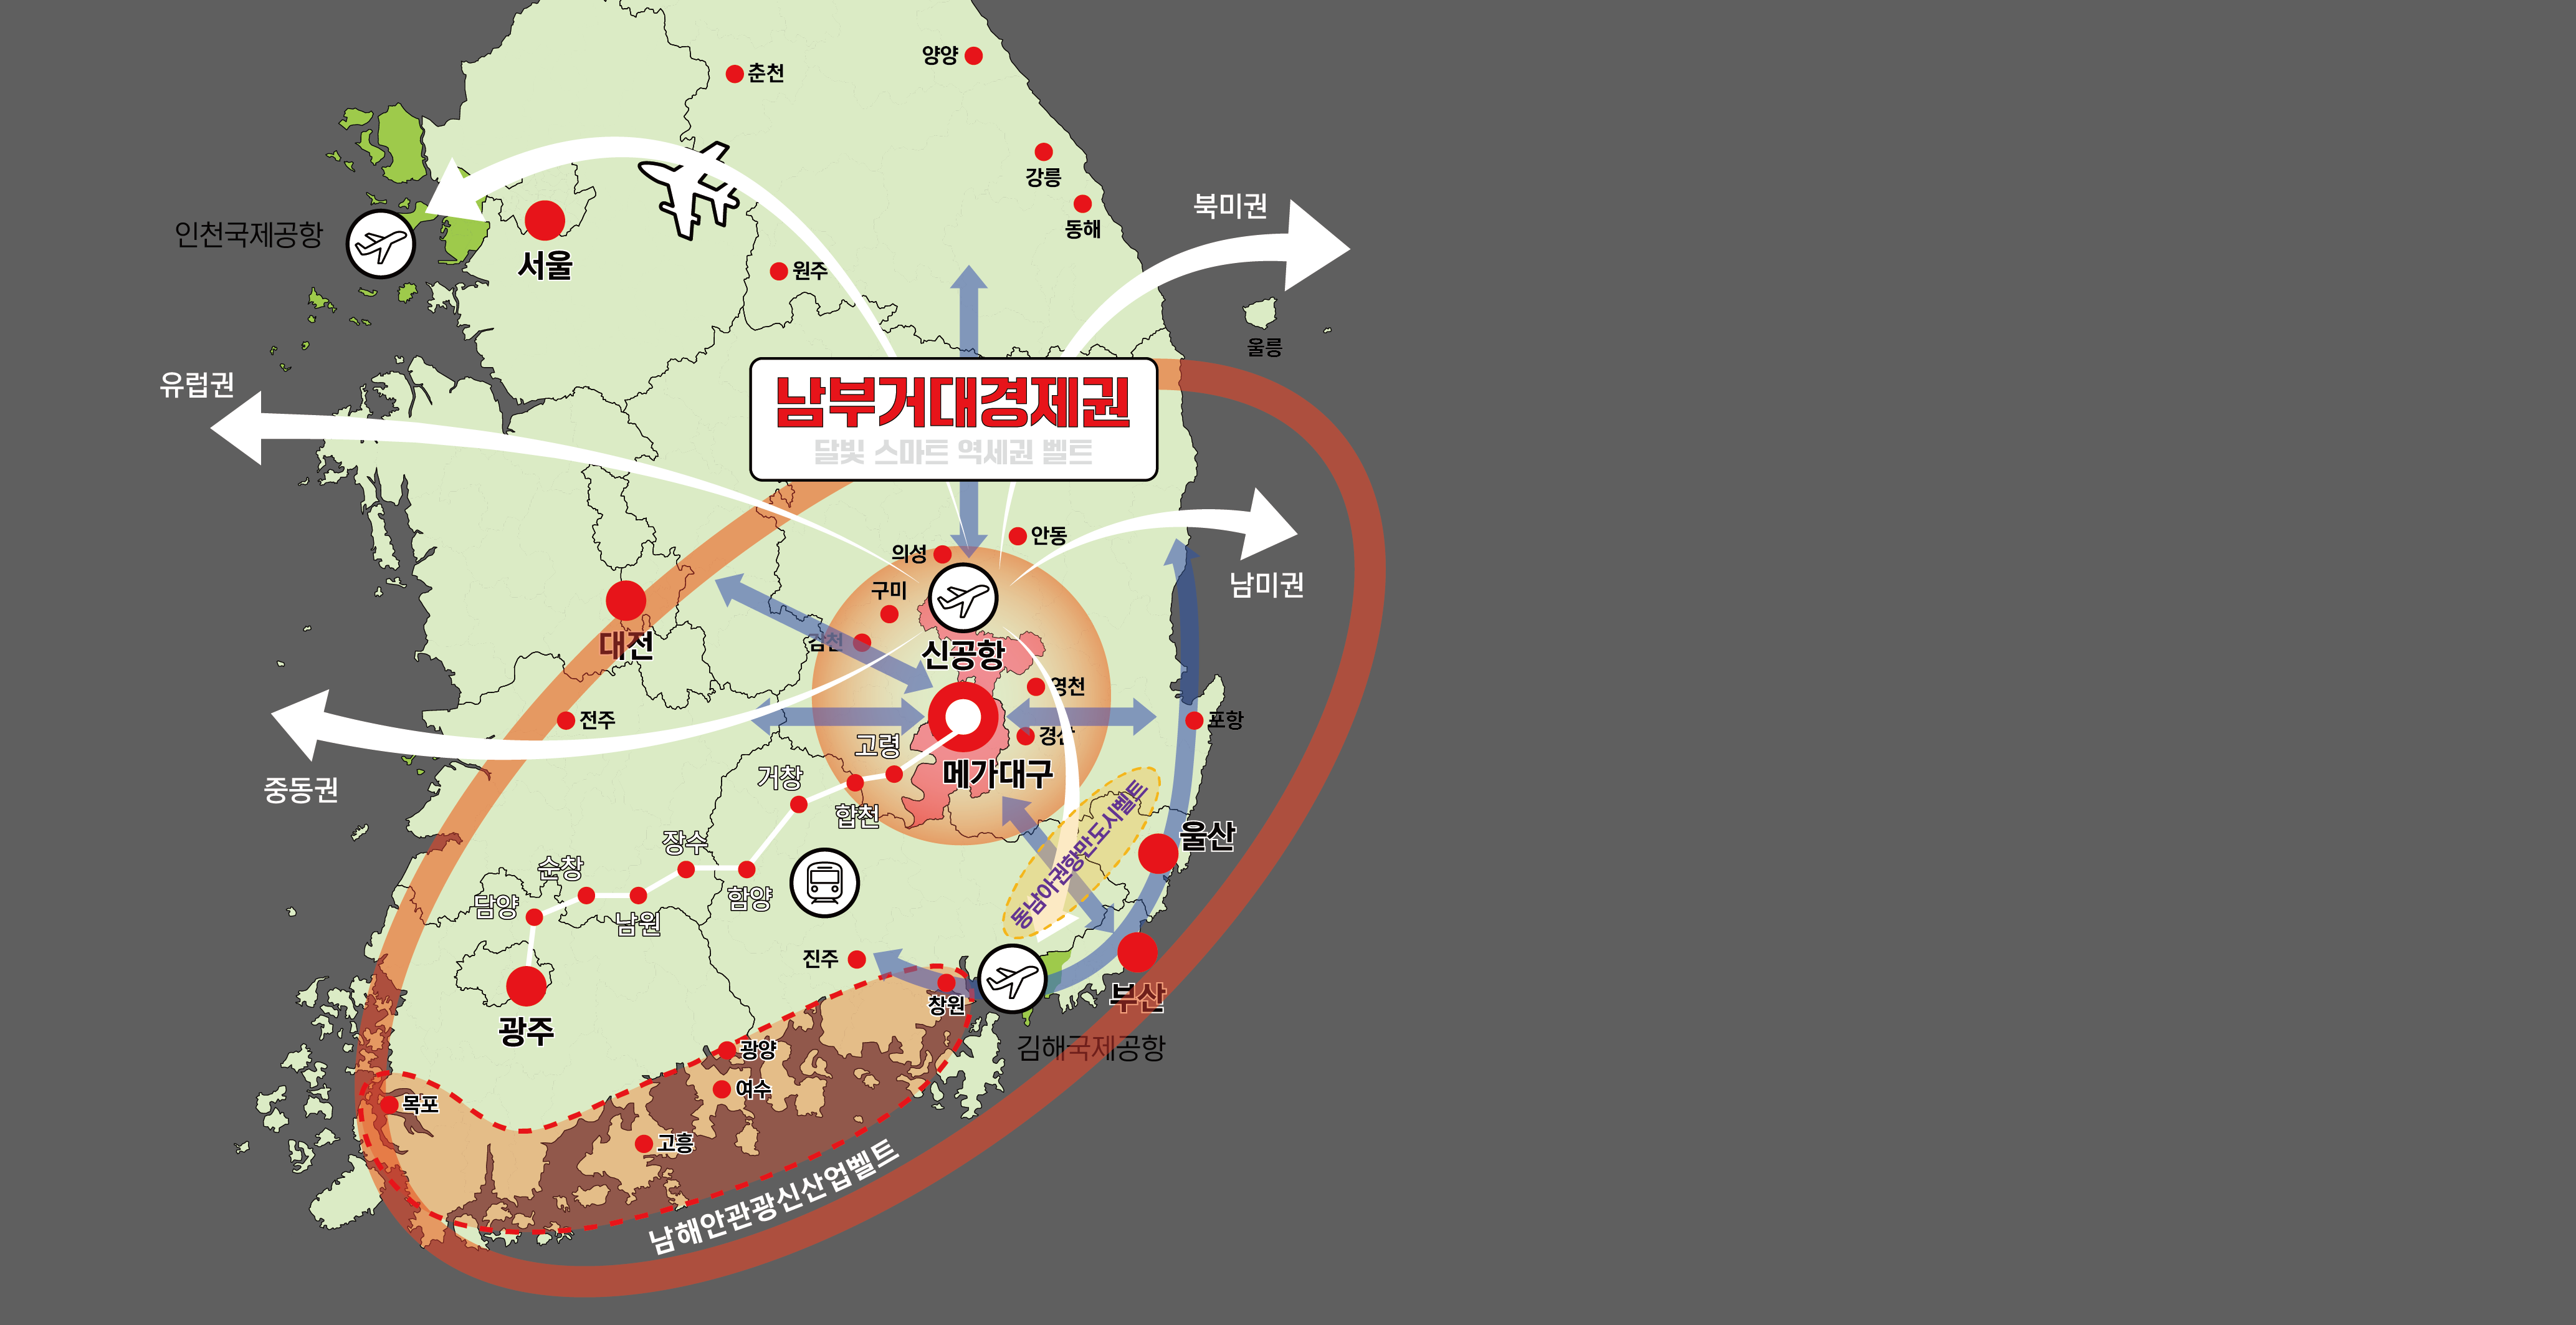 양양
춘천
강릉
동해
북미권
인천국제공항
서울
원주
울릉
유럽권
남부거대경제권
달빛 스마트 역세권 벨트
안동
의성
구미
남미권
대전
김천
신공항
영천
전주
포항
고령
경산
메가대구
거창
중동권
합천
동남아권항만도시벨트
울산
장수
순창
함양
담양
남원
진주
창원
부산
광주
김해국제공항
광양
여수
목포
고흥
남해안관광신산업벨트